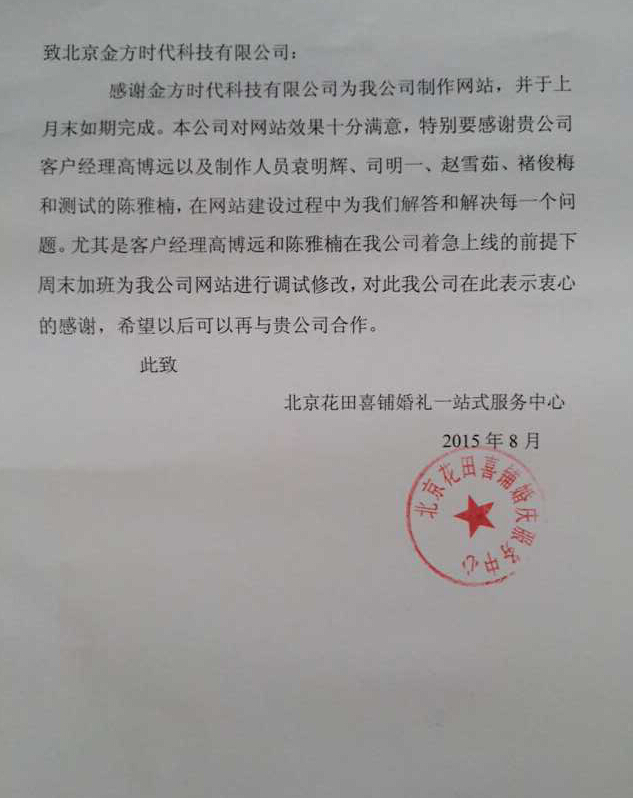 致北京金方时代科技有限公司：
感谢金方时代科技有限公司为我公司制作网站，并于上
月末如期完成。本公司对网站效果十分满意，特别要感谢贵公司
客户经理高博远以及制作人员袁明辉、司明一、赵雪茹、褚俊梅
和测试的陈雅楠，在网站建设过程中为我们解答和解决每一个问
题。尤其是客户经理高博远和陈雅楠在我公司着急上线的前提下
周末加班为我公司网站进行调试修改，对此我公司在此表示衷心
的感谢，希望以后可以再与贵公司合作。
此致
北京花田喜铺婚礼一站式服务中心
2015 年 8 月
北京花田喜铺婚庆服务中心